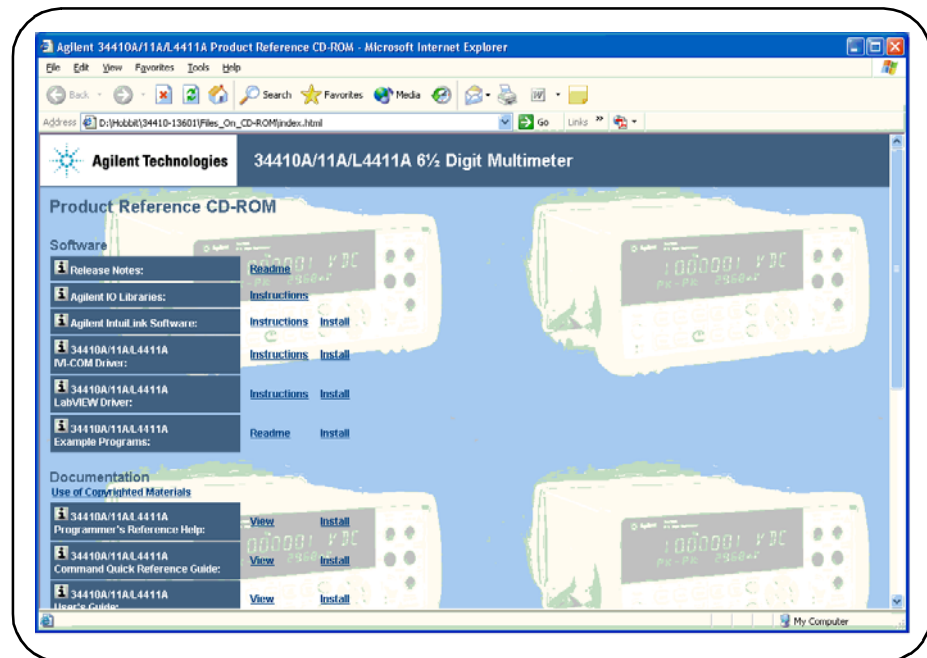 Agilent 34410A/11A/L4411A Product Reference CD-ROM - Microsoft Internet Explorer
File Edit View Favorites Tools Help
Back Search Favorites Media
Address D:\Hobbit\34410-13601\Files_On_CD-ROM\index.html Go Links »
Agilent Technologies 34410A/11A/L4411A 6½ Digit Multimeter
Product Reference CD-ROM
Software
Release Notes: Readme
Agilent IO Libraries: Instructions
Agilent IntuiLink Software: Instructions Install
34410A/11A/L4411A
IVI-COM Driver: Instructions Install
34410A/11A/L4411A
LabVIEW Driver: Instructions Install
34410A/11A/L4411A
Example Programs: Readme Install
Documentation
Use of Copyrighted Materials
34410A/11A/L4411A
Programmer's Reference Help: View Install
34410A/11A/L4411A
Command Quick Reference Guide: View Install
34410A/11A/L4411A
User's Guide: View Install
My Computer